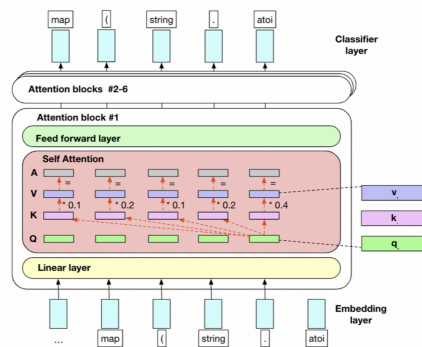 map ( string . atoi
Classifier
layer
Attention blocks #2-6
Attention block #1
Feed forward layer
Self Attention
A
= = = = =
V
v.
* 0.1 * 0.2 * 0.1 * 0.2 * 0.4
K
k.
Q
q.
Linear layer
Embedding
layer
... map ( string . atoi